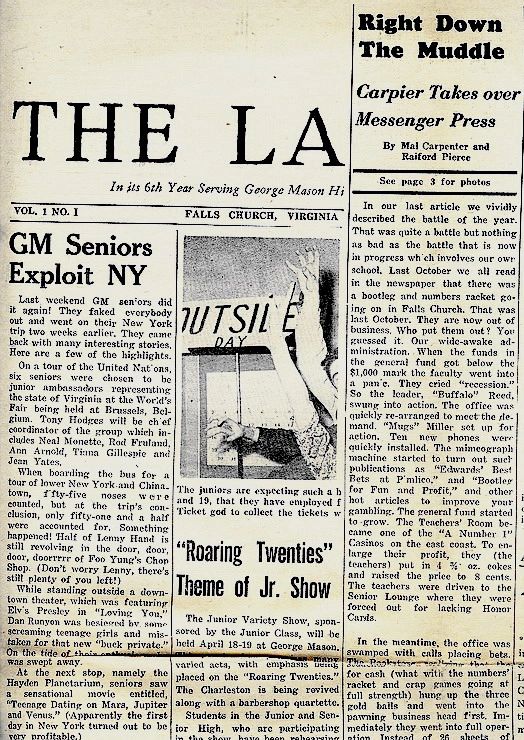 THE LA
In its 6th Year Serving George Mason Hi
VOL. 1 NO. I FALLS CHURCH, VIRGINIA
GM Seniors
Exploit NY
Last weekend GM seniors did
it again! They faked everybody
out and went on their New York
trip two weeks earlier. They came
back with many interesting stories.
Here are a few of the highlights.
On a tour of the United Nations,
six seniors were chosen to be
junior ambassadors representing
the state of Virginia at the World's
Fair being held at Brussels, Bel-
gium. Tony Hodges will be chief
coordinator of the group which in-
cludes Neal Monette, Rod Fruland,
Ann Arnold, Tinna Gillespie and
Jean Yates.
When boarding the bus for a
tour of lower New York and China-
town, fifty-five noses were
counted, but at the trip's con-
clusion, only fifty-one and a half
were accounted for. Something
happened! Half of Lenny Hand is
still revolving in the door, door,
door, doorrrr of Foo Yung's Chop
Shop. (Don't worry Lenny, there's
still plenty of you left!)
While standing outside a down-
town theater, which was featuring
Elvs Presley in "Loving You,"
Dan Runyon was besieged by some
screaming teenage girls and mis-
taken for that new "buck private."
On the tide of
was swept away.
At the next stop, namely the
Hayden Planetarium, seniors saw
a sensational movie entitled,
"Teenage Dating on Mars, Jupiter
and Venus." (Apparently the first
day in New York turned out to be
very profitable.)
OUTSIDE
DAY
The juniors are expecting such a b
and 19, that they have employed f
Ticket god to collect the tickets w
"Roaring Twenties"
Theme of Jr. Show
The Junior Variety Show, spon-
sored by the Junior Class, will be
held April 18-19 at George Mason.
many
varied acts, with emphasis being
placed on the "Roaring Twenties."
The Charleston is being revived
along with a barbershop quartette.
Students in the Junior and Sen-
ior High, who are participating
in the show, have been rehearsing
Right Down
The Muddle
Carpier Takes over
Messenger Press
By Mal Carpenter and
Raiford Pierce
See page 3 for photos
In our last article we vividly
described the battle of the year.
That was quite a battle but nothing
as bad as the battle that is now
in progress which involves our own
school. Last October we all read
in the newspaper that there was
a bootleg and numbers racket go-
ing on in Falls Church. That was
last October. They are now out of
business. Who put them out? You
guessed it. Our wide-awake ad-
ministration. When the funds in
the general fund got below the
$1,000 mark the faculty went into
a panic. They cried "recession."
So the leader, "Buffalo" Reed,
swung into action. The office was
quickly re-arranged to meet the de-
mand. "Mugs" Miller set up for
action. Ten new phones were
quickly installed. The mimeograph
machine started to turn out such
publications as "Edwards' Best
Bets at Pimlico," and "Bootleg
for Fun and Profit," and other
hot articles to improve your
gambling. The general fund started
to grow. The Teachers' Room be-
came one of the "A Number 1"
Casinos on the east coast. To en-
large their profit, they (the
teachers) put in 4 ¾ oz. cokes
and raised the price to 8 cents.
The teachers were driven to the
Senior Lounge where they were
forced out for lacking Honor
Cards.
In the meantime, the office was
swamped with calls placing bets.
for cash (what with the numbers'
racket and crap games going at
full strength) hung up the three
gold balls and went into the
pawning business head first. Im-
mediately they went into full oper-
ation. Instead of the sheets of